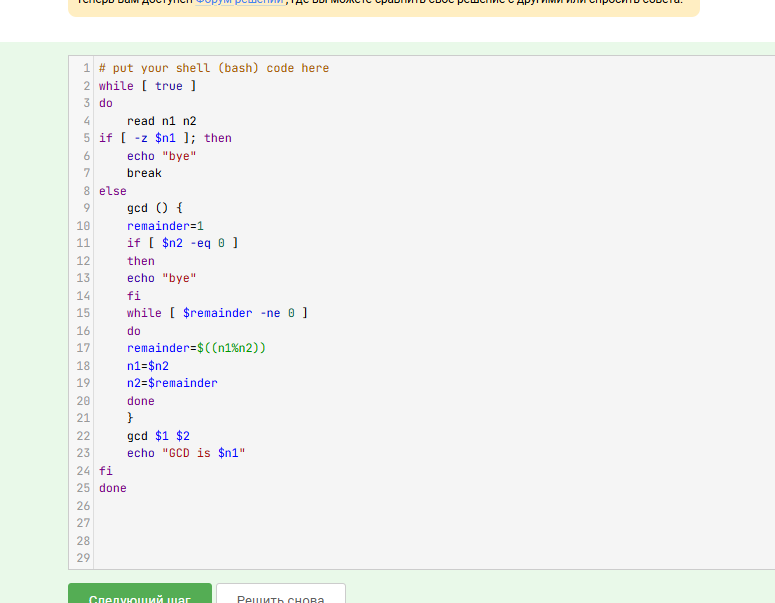 Теперь вам доступен Форум решений, где вы можете сравнить свое решение с другими или спросить совета.
1 # put your shell (bash) code here
2 while [ true ]
3 do
4     read n1 n2
5 if [ -z $n1 ]; then
6     echo "bye"
7     break
8 else
9     gcd () {
10     remainder=1
11     if [ $n2 -eq 0 ]
12     then
13     echo "bye"
14     fi
15     while [ $remainder -ne 0 ]
16     do
17     remainder=$((n1%n2))
18     n1=$n2
19     n2=$remainder
20     done
21     }
22     gcd $1 $2
23     echo "GCD is $n1"
24 fi
25 done
26
27
28
29
Следующий шаг Решить снова